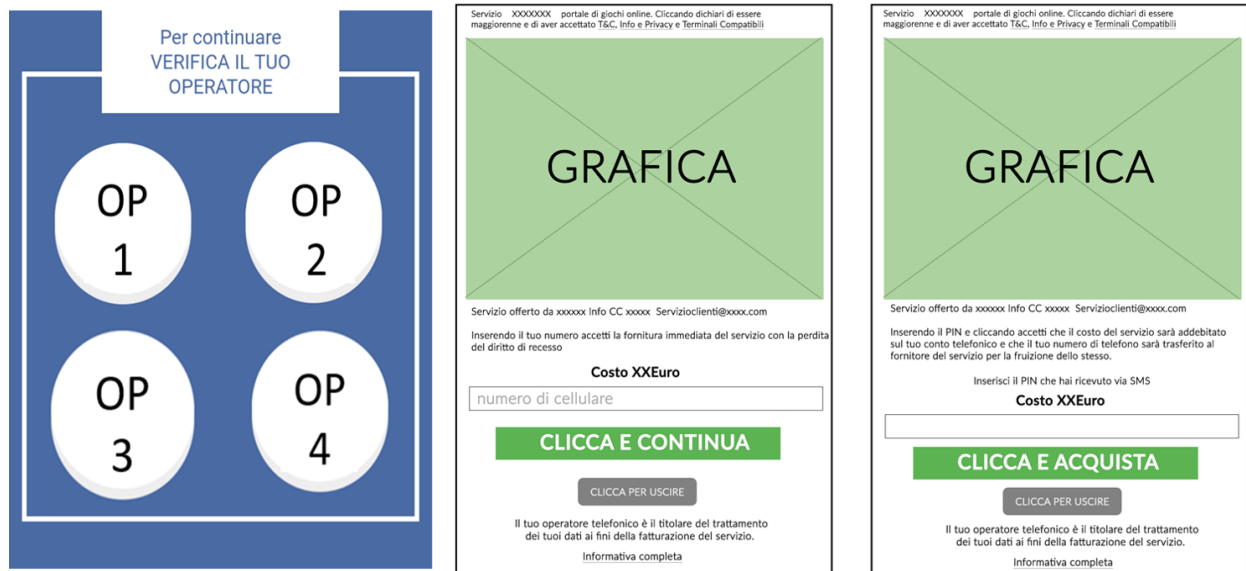 Per continuare
VERIFICA IL TUO
OPERATORE
OP
1
OP
2
OP
3
OP
4
Servizio XXXXXXX portale di giochi online. Cliccando dichiari di essere
maggiorenne e di aver accettato T&C, Info e Privacy e Terminali Compatibili
GRAFICA
Servizio offerto da xxxxxx Info CC xxxxx Servizioclienti@xxxx.com
Inserendo il tuo numero accetti la fornitura immediata del servizio con la perdita
del diritto di recesso
Costo XXEuro
numero di cellulare
CLICCA E CONTINUA
CLICCA PER USCIRE
Il tuo operatore telefonico è il titolare del trattamento
dei tuoi dati ai fini della fatturazione del servizio.
Informativa completa
Servizio XXXXXXX portale di giochi online. Cliccando dichiari di essere
maggiorenne e di aver accettato T&C, Info e Privacy e Terminali Compatibili
GRAFICA
Servizio offerto da xxxxxx Info CC xxxxx Servizioclienti@xxxx.com
Inserendo il PIN e cliccando accetti che il costo del servizio sarà addebitato
sul tuo conto telefonico e che il tuo numero di telefono sarà trasferito al
fornitore del servizio per la fruizione dello stesso.
Inserisci il PIN che hai ricevuto via SMS
Costo XXEuro
CLICCA E ACQUISTA
CLICCA PER USCIRE
Il tuo operatore telefonico è il titolare del trattamento
dei tuoi dati ai fini della fatturazione del servizio.
Informativa completa